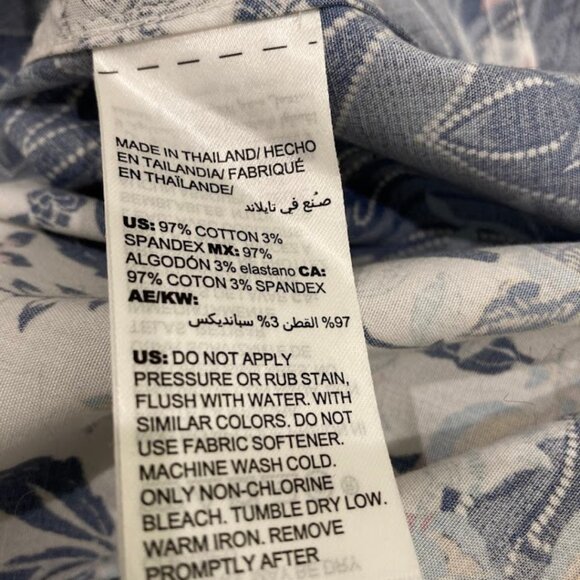 MADE IN THAILAND/ HECHO
EN TAILANDIA/ FABRIQUÉ
EN THAÏLANDE/
صُنع في تايلاند
US: 97% COTTON 3%
SPANDEX MX: 97%
ALGODÓN 3% elastano CA:
97% COTON 3% SPANDEX
AE/KW:
97% القطن 3% سبانديكس
US: DO NOT APPLY
PRESSURE OR RUB STAIN,
FLUSH WITH WATER. WITH
SIMILAR COLORS. DO NOT
USE FABRIC SOFTENER.
MACHINE WASH COLD.
ONLY NON-CHLORINE
BLEACH. TUMBLE DRY LOW.
WARM IRON. REMOVE
PROMPTLY AFTER